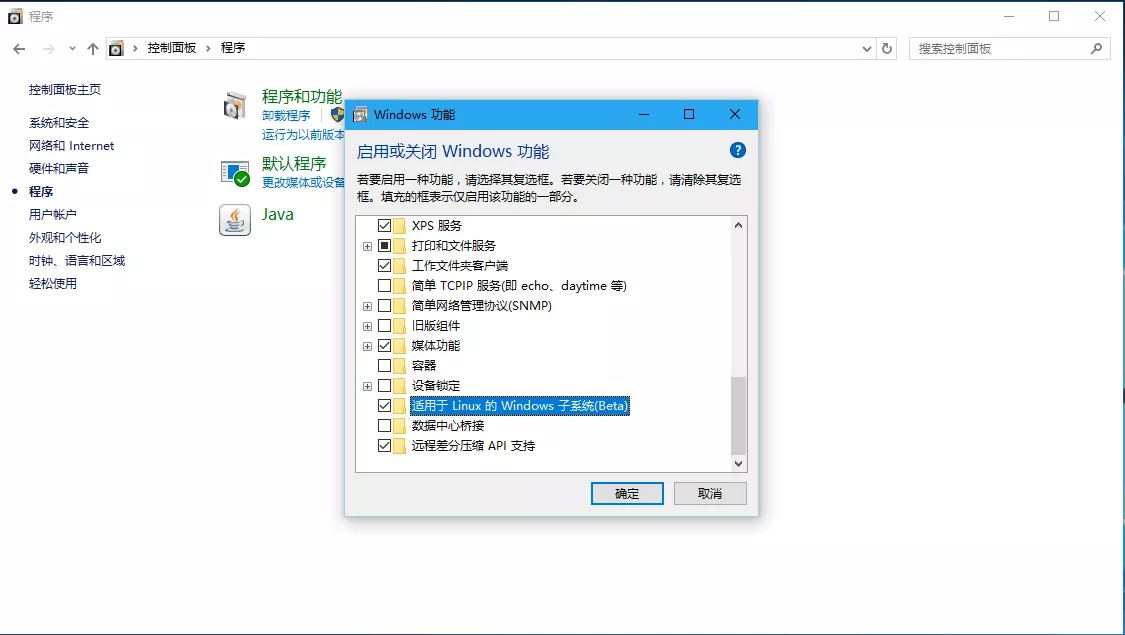 程序
控制面板 程序
搜索控制面板
控制面板主页
系统和安全
网络和 Internet
硬件和声音
程序
用户帐户
外观和个性化
时钟、语言和区域
轻松使用
程序和功能
卸载程序
运行为以前版本
默认程序
更改媒体或设备
Java
Windows 功能
启用或关闭 Windows 功能
若要启用一种功能，请选择其复选框。若要关闭一种功能，请清除其复选
框。填充的框表示仅启用该功能的一部分。
XPS 服务
打印和文件服务
工作文件夹客户端
简单 TCPIP 服务(即 echo、daytime 等)
简单网络管理协议(SNMP)
旧版组件
媒体功能
容器
设备锁定
适用于 Linux 的 Windows 子系统(Beta)
数据中心桥接
远程差分压缩 API 支持
确定 取消